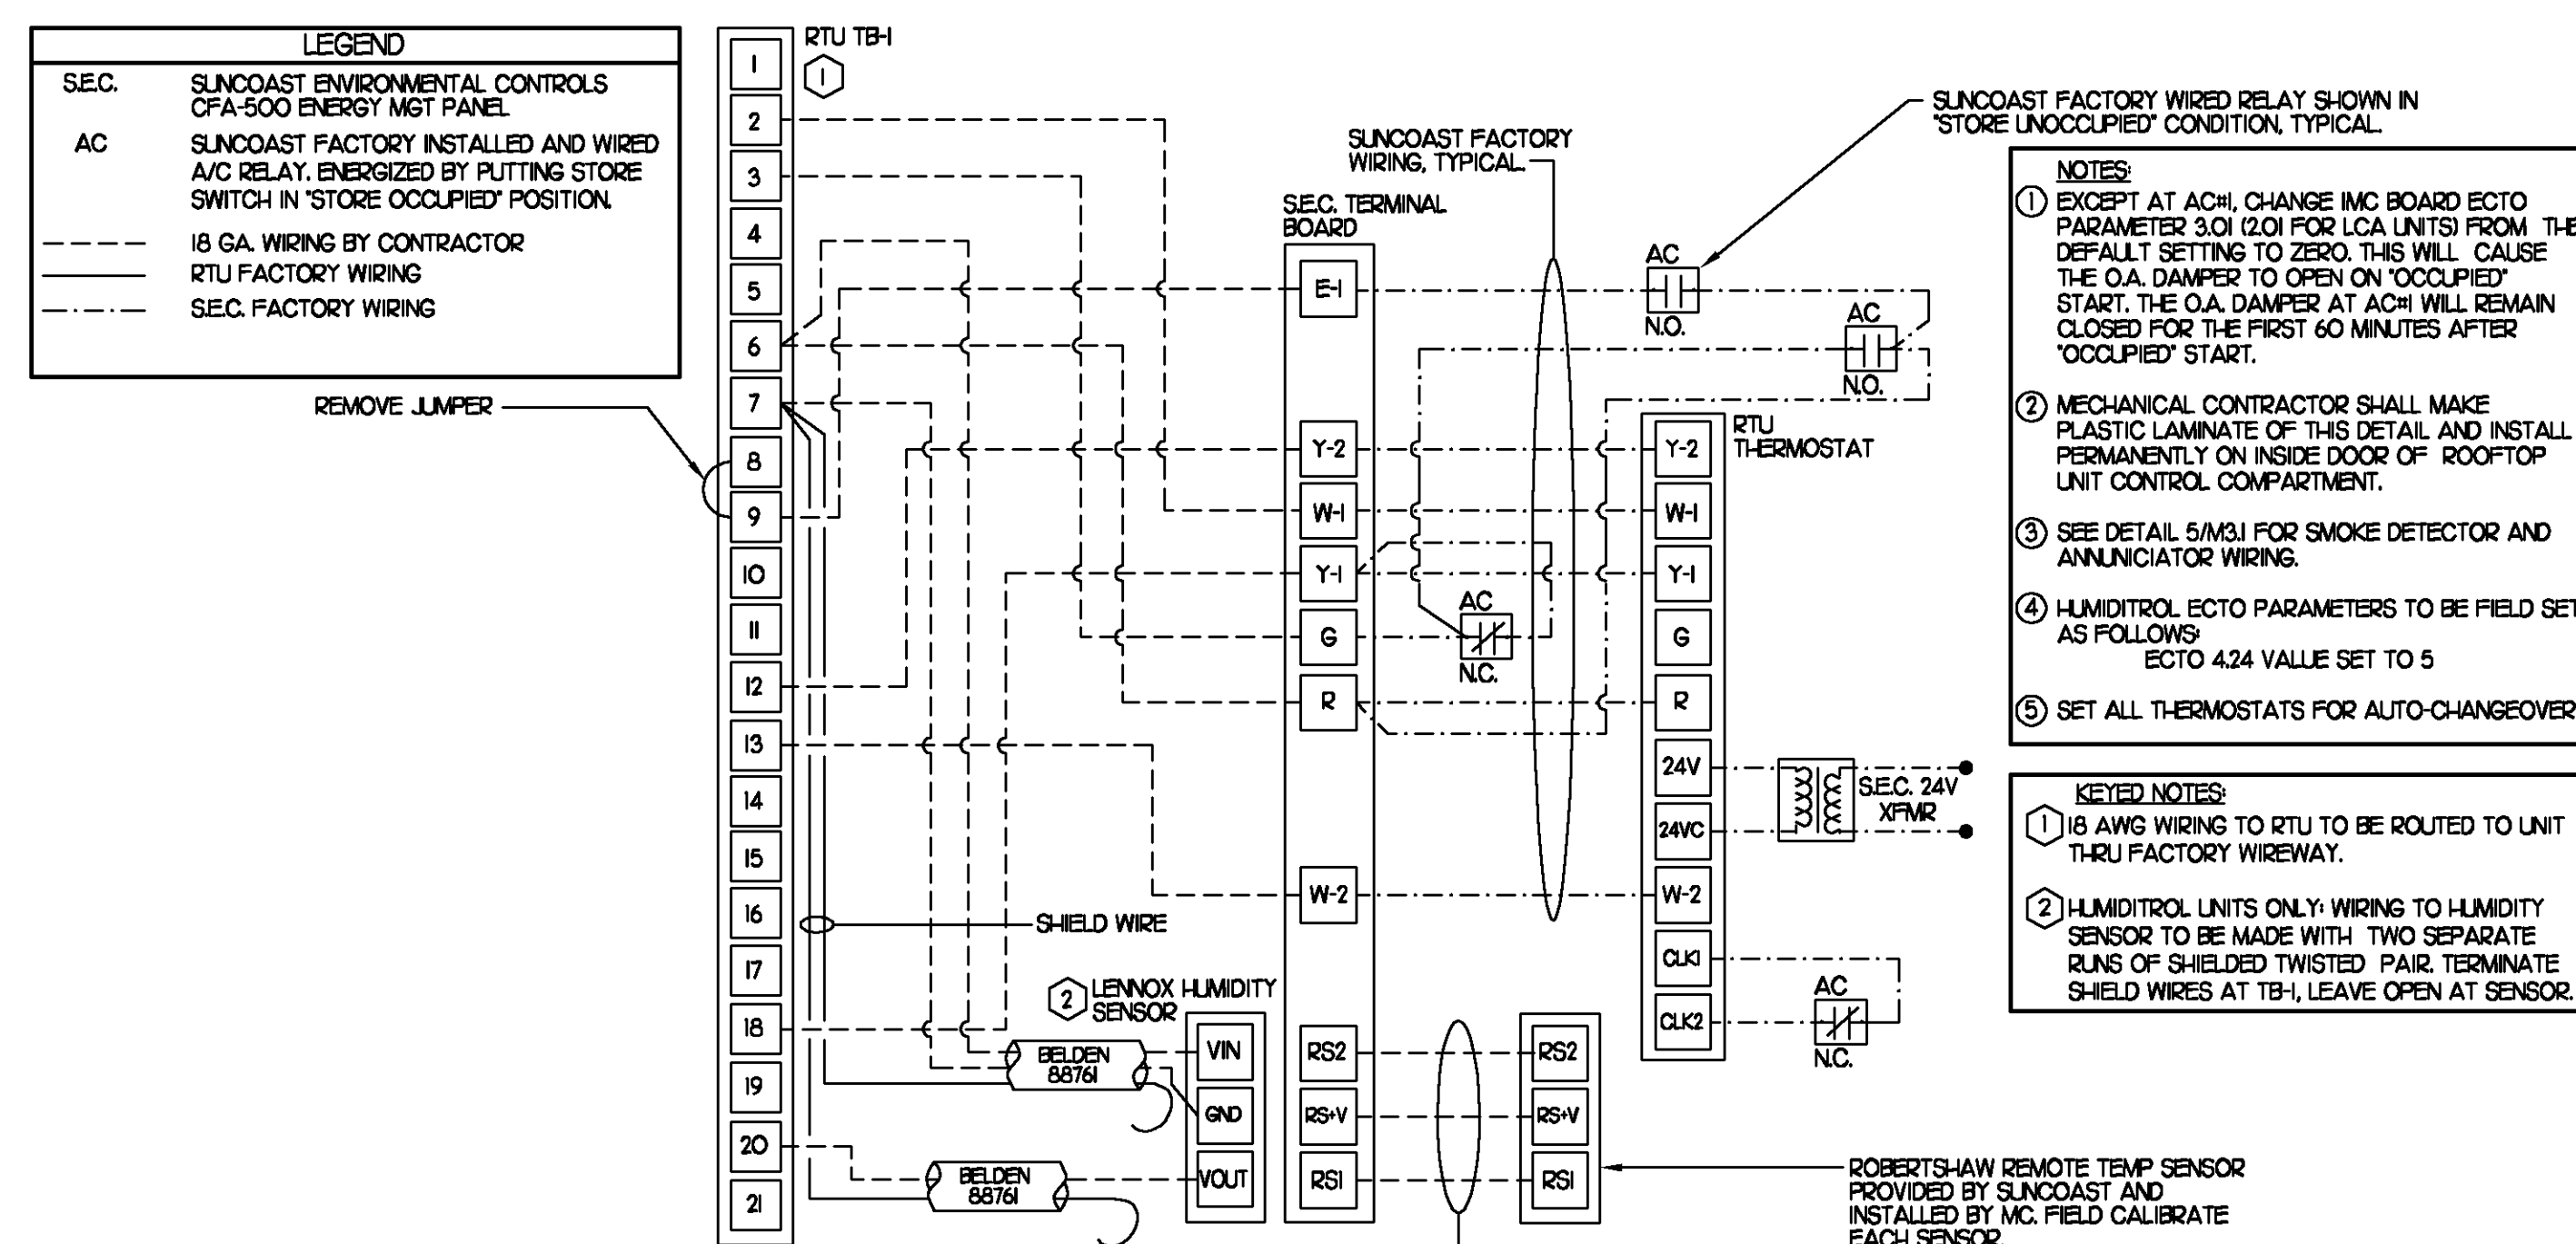 LEGEND
S.E.C. SUNCOAST ENVIRONMENTAL CONTROLS
CFA-500 ENERGY MGT PANEL
AC SUNCOAST FACTORY INSTALLED AND WIRED
A/C RELAY. ENERGIZED BY PUTTING STORE
SWITCH IN "STORE OCCUPIED" POSITION.
18 GA. WIRING BY CONTRACTOR
RTU FACTORY WIRING
S.E.C. FACTORY WIRING
REMOVE JUMPER
RTU TB-1
1
1
2
3
4
5
6
7
8
9
10
11
12
13
14
15
16
17
18
19
20
21
SHIELD WIRE
2 LENNOX HUMIDITY
SENSOR
BELDEN
88761
BELDEN
88761
VIN
GND
VOUT
S.E.C. TERMINAL
BOARD
E-1
Y-2
W-1
Y-1
G
R
W-2
RS2
RS+V
RS1
SUNCOAST FACTORY
WIRING, TYPICAL.
AC
N.O.
AC
N.O.
AC
N.C.
RS2
RS+V
RS1
RTU
THERMOSTAT
Y-2
W-1
Y-1
G
R
24V
24VC
W-2
CLK1
CLK2
S.E.C. 24V
XFMR
AC
N.C.
SUNCOAST FACTORY WIRED RELAY SHOWN IN
"STORE UNOCCUPIED" CONDITION, TYPICAL.
NOTES:
1 EXCEPT AT AC#1, CHANGE IMC BOARD ECTO
PARAMETER 3.01 (2.01 FOR LCA UNITS) FROM THE
DEFAULT SETTING TO ZERO. THIS WILL CAUSE
THE O.A. DAMPER TO OPEN ON "OCCUPIED"
START. THE O.A. DAMPER AT AC#1 WILL REMAIN
CLOSED FOR THE FIRST 60 MINUTES AFTER
"OCCUPIED" START.
2 MECHANICAL CONTRACTOR SHALL MAKE
PLASTIC LAMINATE OF THIS DETAIL AND INSTALL
PERMANENTLY ON INSIDE DOOR OF ROOFTOP
UNIT CONTROL COMPARTMENT.
3 SEE DETAIL 5/M3.1 FOR SMOKE DETECTOR AND
ANNUNICIATOR WIRING.
4 HUMIDITROL ECTO PARAMETERS TO BE FIELD SET
AS FOLLOWS:
ECTO 4.24 VALUE SET TO 5
5 SET ALL THERMOSTATS FOR AUTO-CHANGEOVER
KEYED NOTES:
1 18 AWG WIRING TO RTU TO BE ROUTED TO UNIT
THRU FACTORY WIREWAY.
2 HUMIDITROL UNITS ONLY: WIRING TO HUMIDITY
SENSOR TO BE MADE WITH TWO SEPARATE
RUNS OF SHIELDED TWISTED PAIR. TERMINATE
SHIELD WIRES AT TB-1, LEAVE OPEN AT SENSOR.
ROBERTSHAW REMOTE TEMP SENSOR
PROVIDED BY SUNCOAST AND
INSTALLED BY MC. FIELD CALIBRATE
EACH SENSOR.